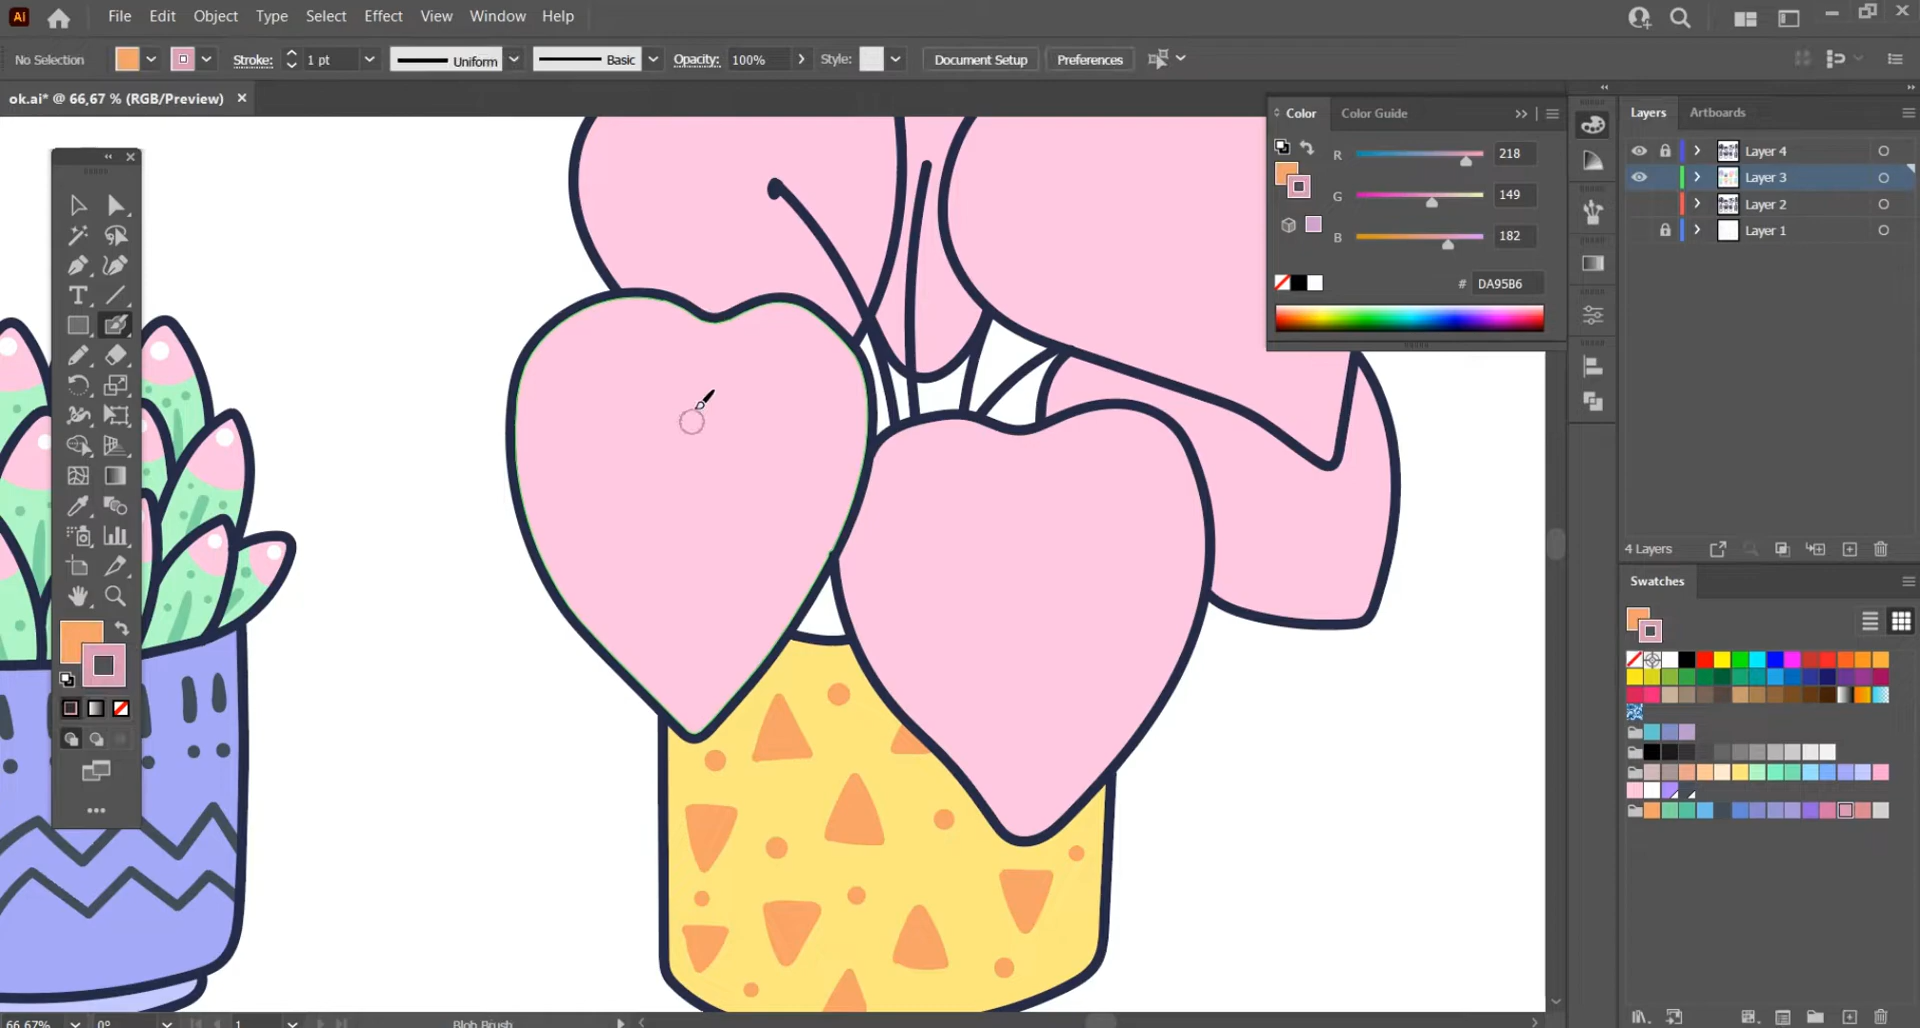 Ai File Edit Object Type Select Effect View Window Help
No Selection Stroke: 1 pt Uniform Basic Opacity: 100% Style: Document Setup Preferences
ok.ai* @ 66,67 % (RGB/Preview)
Color Color Guide
R 218
G 149
B 182
# DA95B6
Layers Artboards
Layer 4
Layer 3
Layer 2
Layer 1
4 Layers
Swatches
66,67% 0° 1 Blob Brush